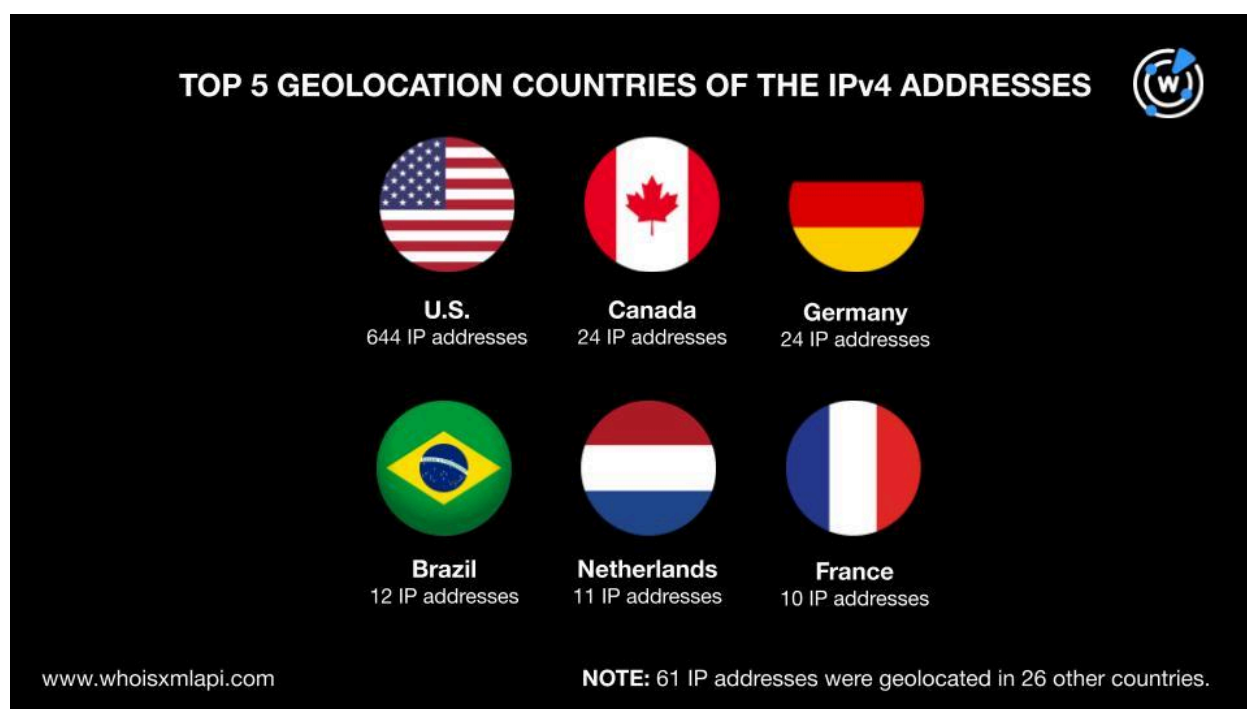 TOP 5 GEOLOCATION COUNTRIES OF THE IPv4 ADDRESSES
W
U.S.
644 IP addresses
Canada
24 IP addresses
Germany
24 IP addresses
Brazil
12 IP addresses
Netherlands
11 IP addresses
France
10 IP addresses
www.whoisxmlapi.com
NOTE: 61 IP addresses were geolocated in 26 other countries.